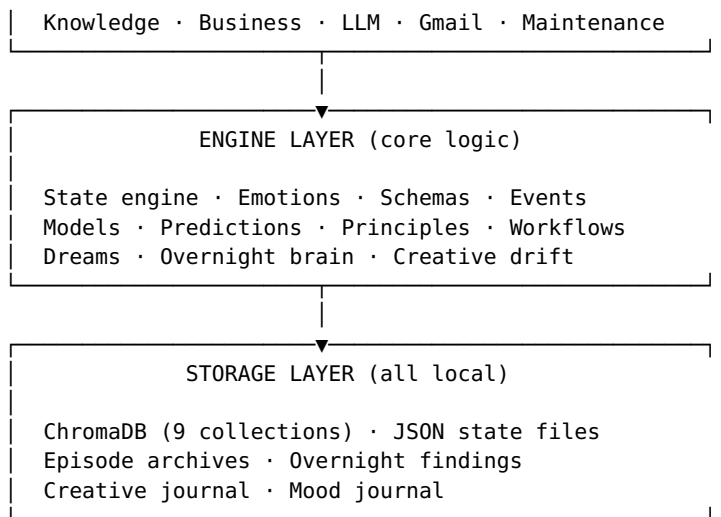 Knowledge · Business · LLM · Gmail · Maintenance
ENGINE LAYER (core logic)
State engine · Emotions · Schemas · Events
Models · Predictions · Principles · Workflows
Dreams · Overnight brain · Creative drift
STORAGE LAYER (all local)
ChromaDB (9 collections) · JSON state files
Episode archives · Overnight findings
Creative journal · Mood journal